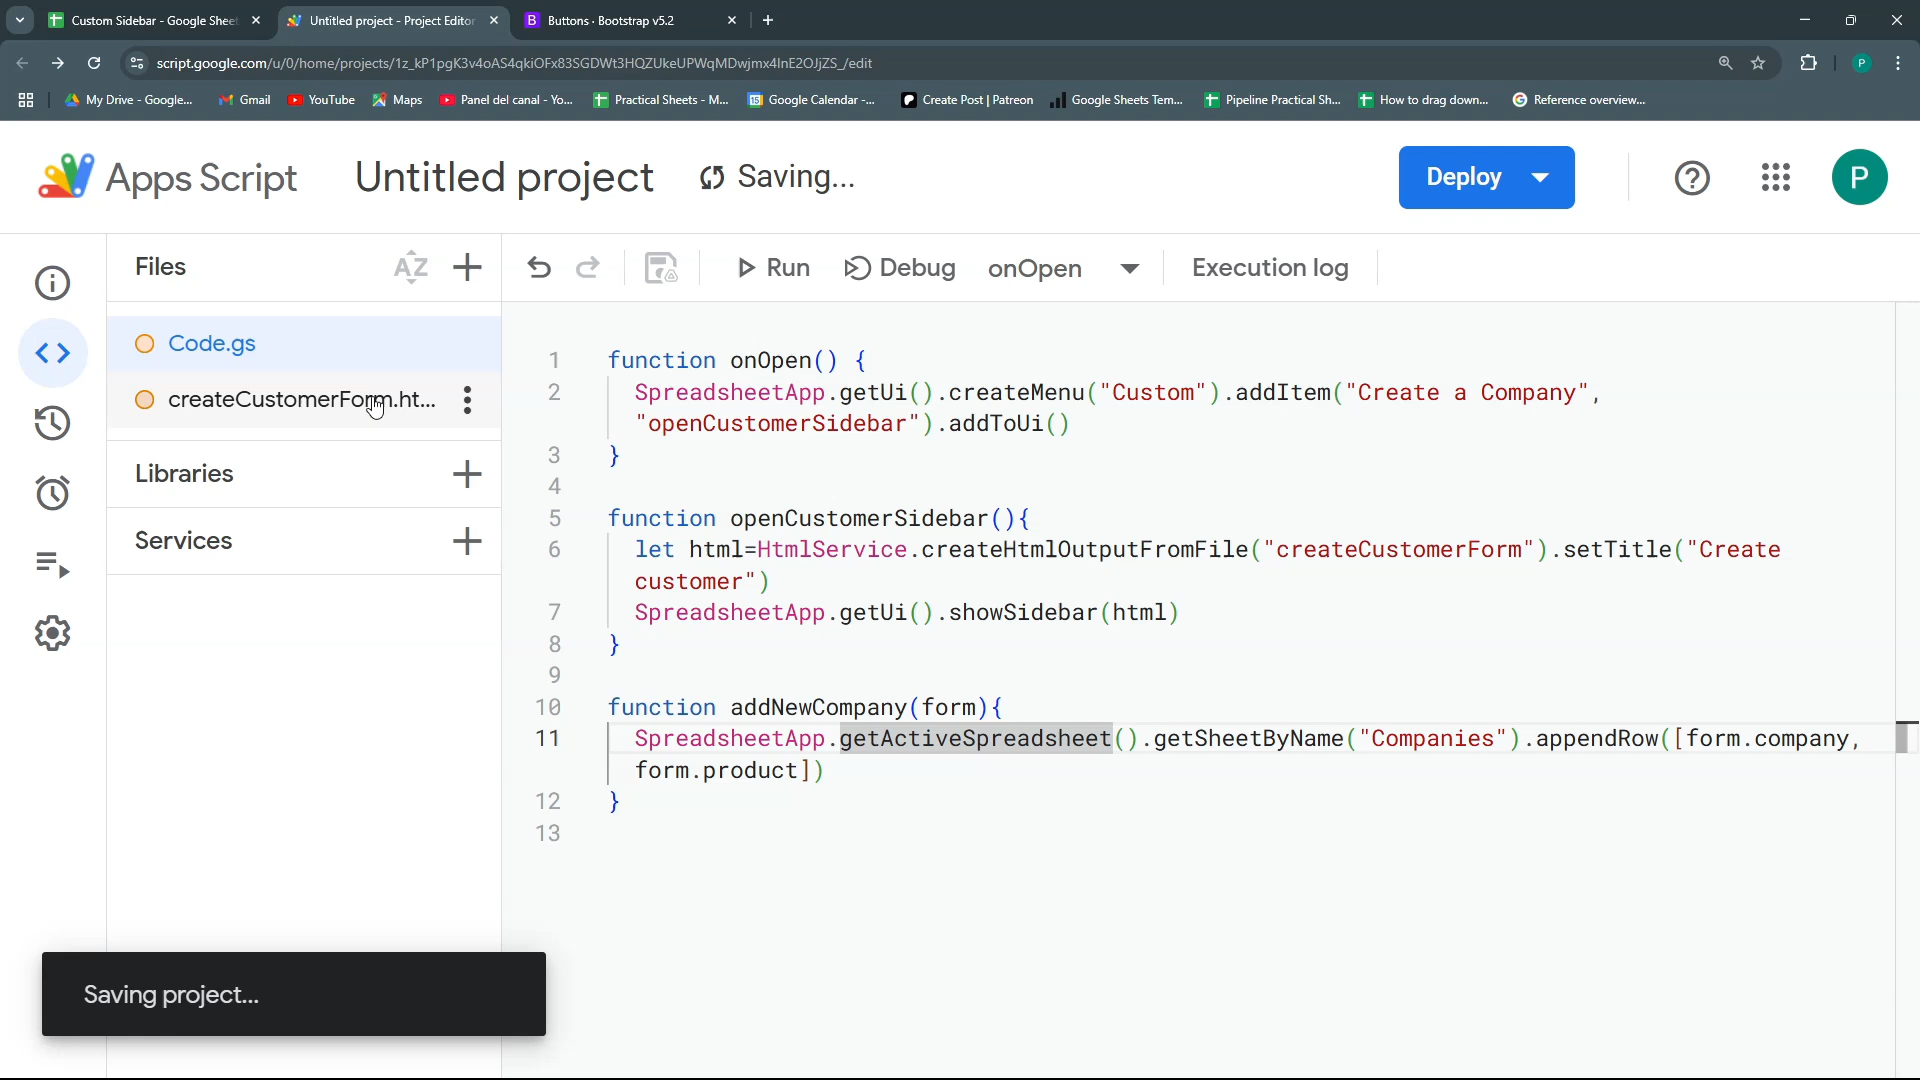 Custom Sidebar - Google Sheet
Untitled project - Project Editor
Buttons · Bootstrap v5.2
script.google.com/u/0/home/projects/1z_kP1pgK3v4oAS4qkiOFx83SGDWt3HQZUkeUPWqMDwjmx4lnE2OJjZS_/edit
P
My Drive - Google...
Gmail
YouTube
Maps
Panel del canal - Yo...
Practical Sheets - M...
Google Calendar -...
Create Post | Patreon
Google Sheets Tem...
Pipeline Practical Sh...
How to drag down...
Reference overview...
Apps Script
Untitled project
Saving...
Deploy
P
Files
AZ
Run
Debug
onOpen
Execution log
Code.gs
createCustomerForm.ht...
Libraries
Services
1 function onOpen() {
2 SpreadsheetApp.getUi().createMenu("Custom").addItem("Create a Company",
"openCustomerSidebar").addToUi()
3 }
4
5 function openCustomerSidebar(){
6 let html=HtmlService.createHtmlOutputFromFile("createCustomerForm").setTitle("Create
customer")
7 SpreadsheetApp.getUi().showSidebar(html)
8 }
9
10 function addNewCompany(form){
11 SpreadsheetApp.getActiveSpreadsheet().getSheetByName("Companies").appendRow([form.company,
form.product])
12 }
13
Saving project...